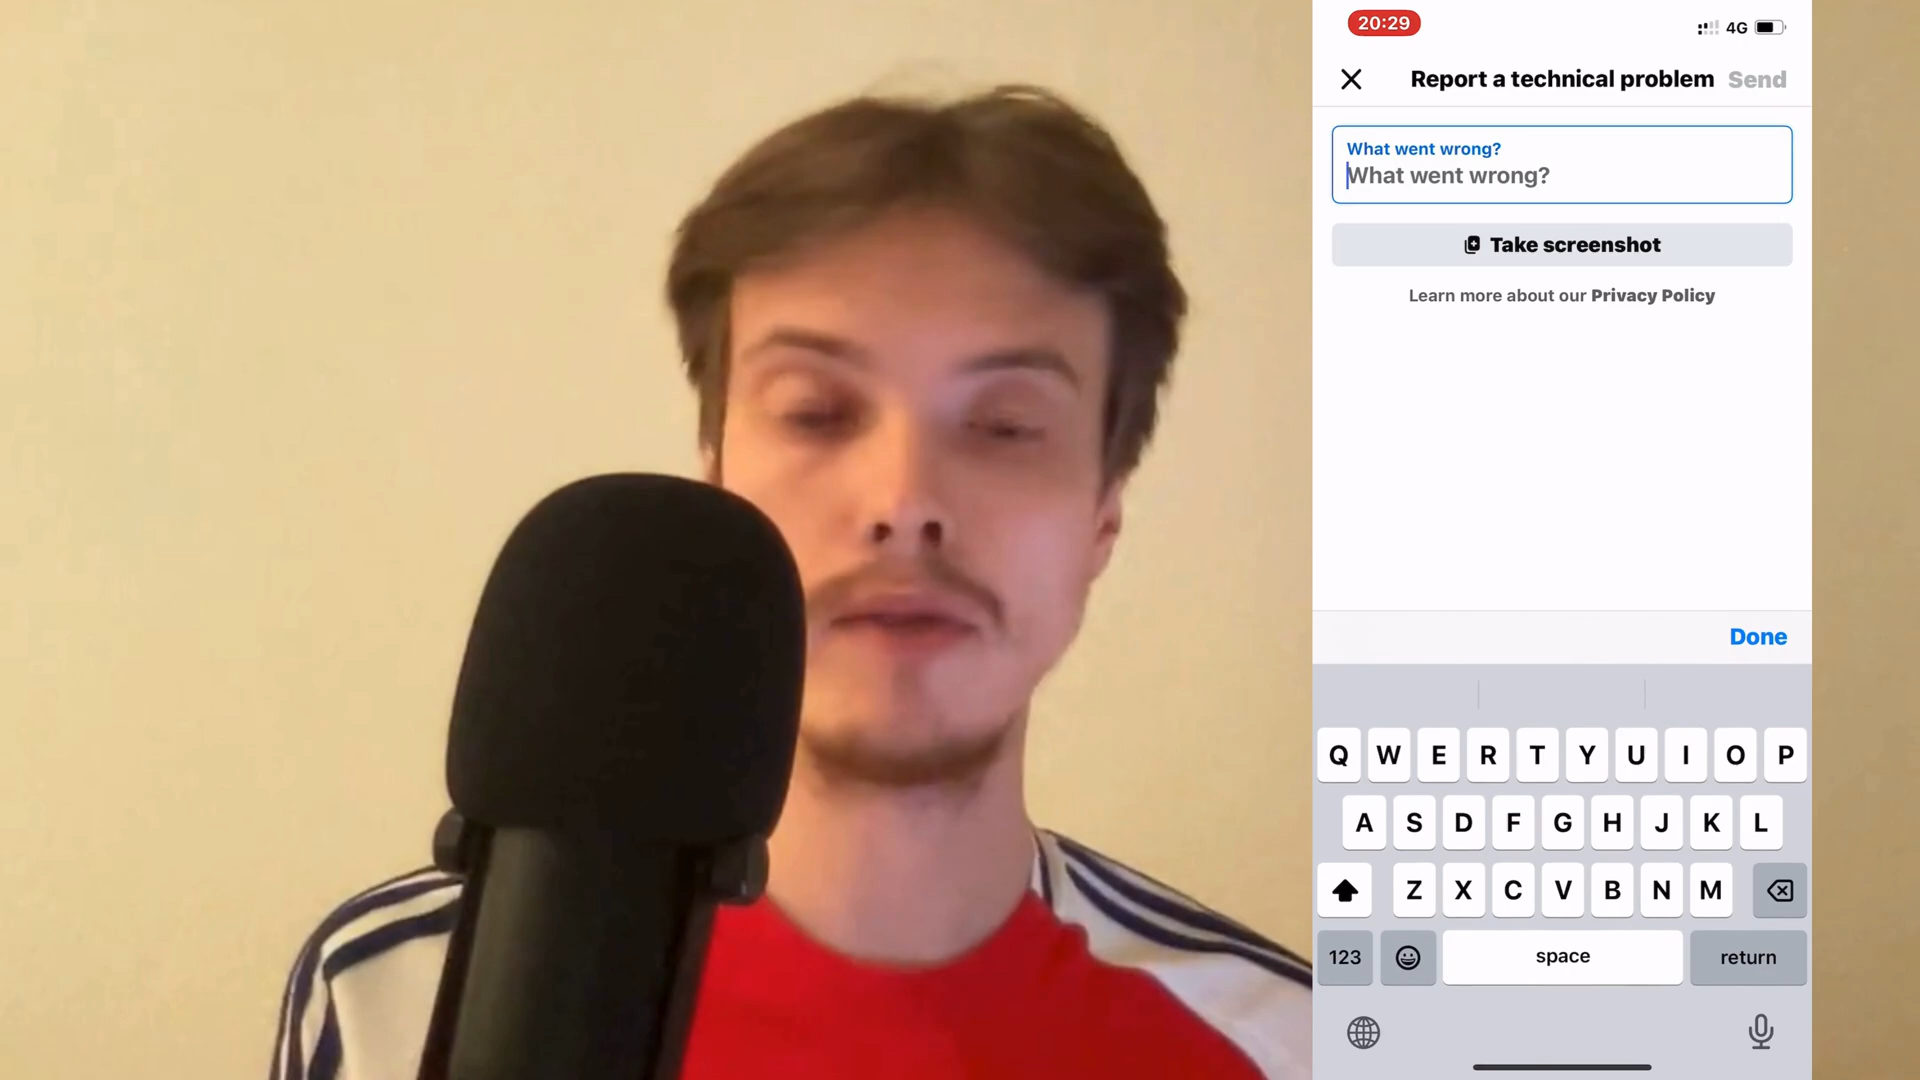 20:29
4G
Report a technical problem
Send
What went wrong?
What went wrong?
Take screenshot
Learn more about our Privacy Policy
Done
Q W E R T Y U I O P
A S D F G H J K L
Z X C V B N M
123
space
return